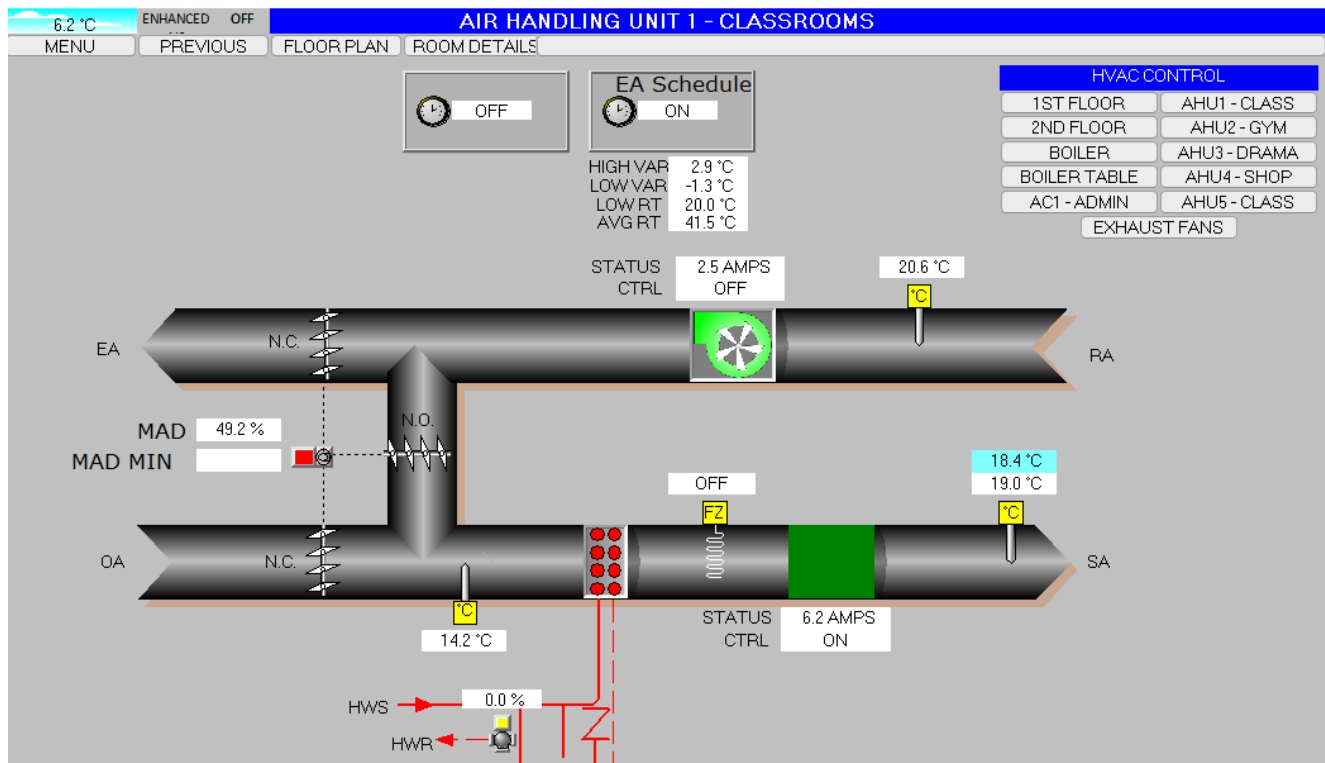 6.2 °C ENHANCED OFF AIR HANDLING UNIT 1 - CLASSROOMS
MENU PREVIOUS FLOOR PLAN ROOM DETAILS
HVAC CONTROL
EA Schedule
OFF ON
1ST FLOOR AHU1 - CLASS
2ND FLOOR AHU2 - GYM
BOILER AHU3 - DRAMA
BOILER TABLE AHU4 - SHOP
AC1 - ADMIN AHU5 - CLASS
EXHAUST FANS
HIGH VAR 2.9 °C
LOW VAR -1.3 °C
LOW RT 20.0 °C
AVG RT 41.5 °C
STATUS 2.5 AMPS
CTRL OFF
20.6 °C
°C
N.C.
EA
RA
N.O.
MAD 49.2 %
MAD MIN
18.4 °C
OFF 19.0 °C
FZ °C
N.C.
OA
SA
°C
14.2 °C
STATUS 6.2 AMPS
CTRL ON
HWS 0.0 %
HWR